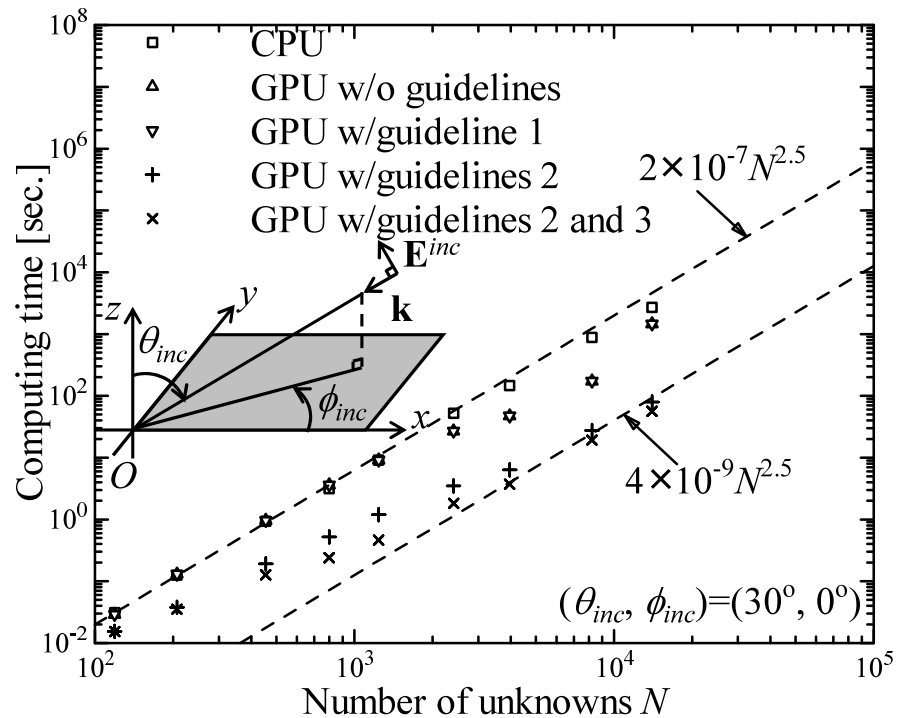 10^8
10^6
10^4
10^2
10^0
10^-2
Computing time [sec.]
CPU
GPU w/o guidelines
GPU w/guideline 1
GPU w/guidelines 2
GPU w/guidlines 2 and 3
2×10^-7N^2.5
E^inc
k
z
y
θ_inc
ϕ_inc
x
O
4×10^-9N^2.5
(θ_inc, ϕ_inc)=(30°, 0°)
10^2
10^3
10^4
10^5
Number of unknowns N